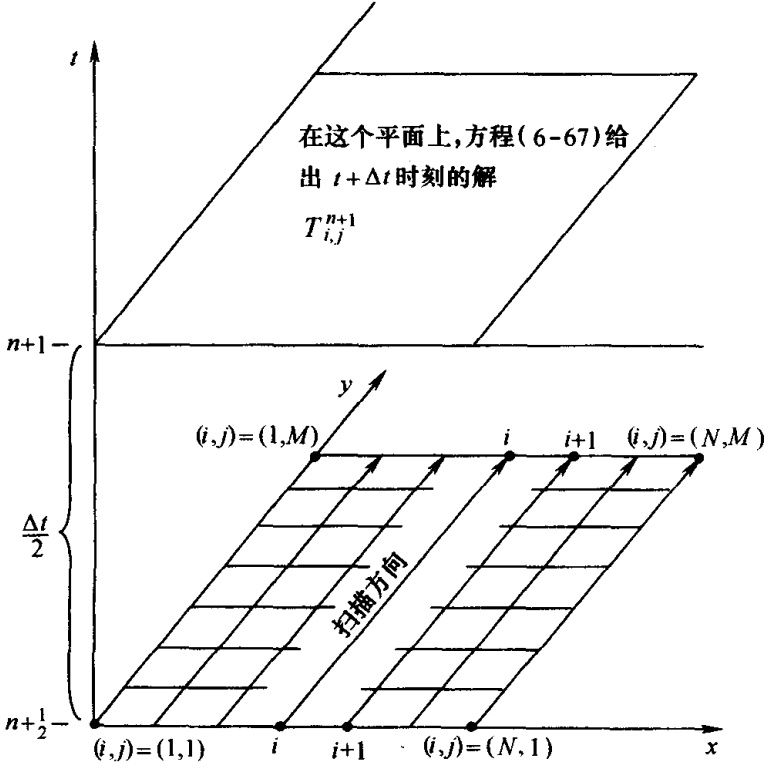 t
在这个平面上,方程(6-67)给
出 t+Δt时刻的解
T_{i,j}^{n+1}
n+1
y
(i,j)=(1,M)
i
i+1
(i,j)=(N,M)
Δt/2
扫描方向
n+1/2
(i,j)=(1,1)
i
i+1
(i,j)=(N,1)
x